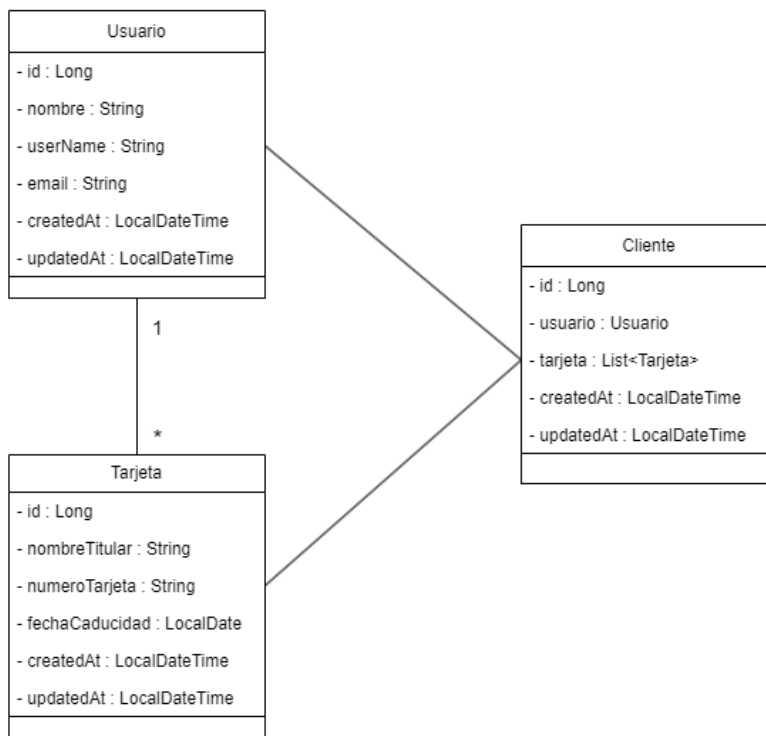 Usuario
- id : Long
- nombre : String
- userName : String
- email : String
- createdAt : LocalDateTime
- updatedAt : LocalDateTime
1
*
Tarjeta
- id : Long
- nombreTitular : String
- numeroTarjeta : String
- fechaCaducidad : LocalDate
- createdAt : LocalDateTime
- updatedAt : LocalDateTime
Cliente
- id : Long
- usuario : Usuario
- tarjeta : List<Tarjeta>
- createdAt : LocalDateTime
- updatedAt : LocalDateTime